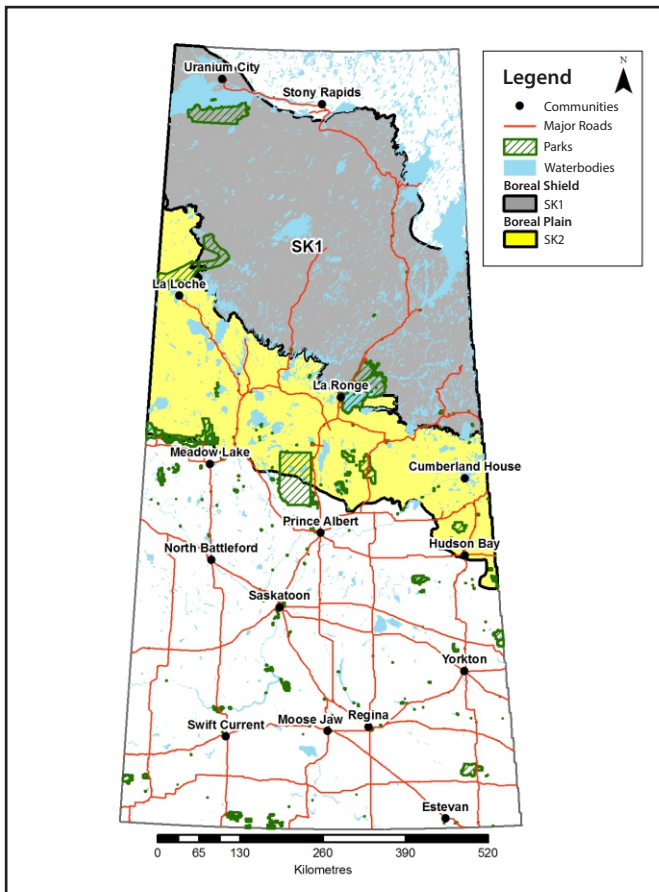 Uranium City
Stony Rapids
SK1
La Loche
La Ronge
Meadow Lake
Cumberland House
Prince Albert
North Battleford
Hudson Bay
Saskatoon
Yorkton
Swift Current
Moose Jaw
Regina
Estevan
0 65 130 260 390 520
Kilometres
N
Legend
Communities
Major Roads
Parks
Waterbodies
Boreal Shield
SK1
Boreal Plain
SK2